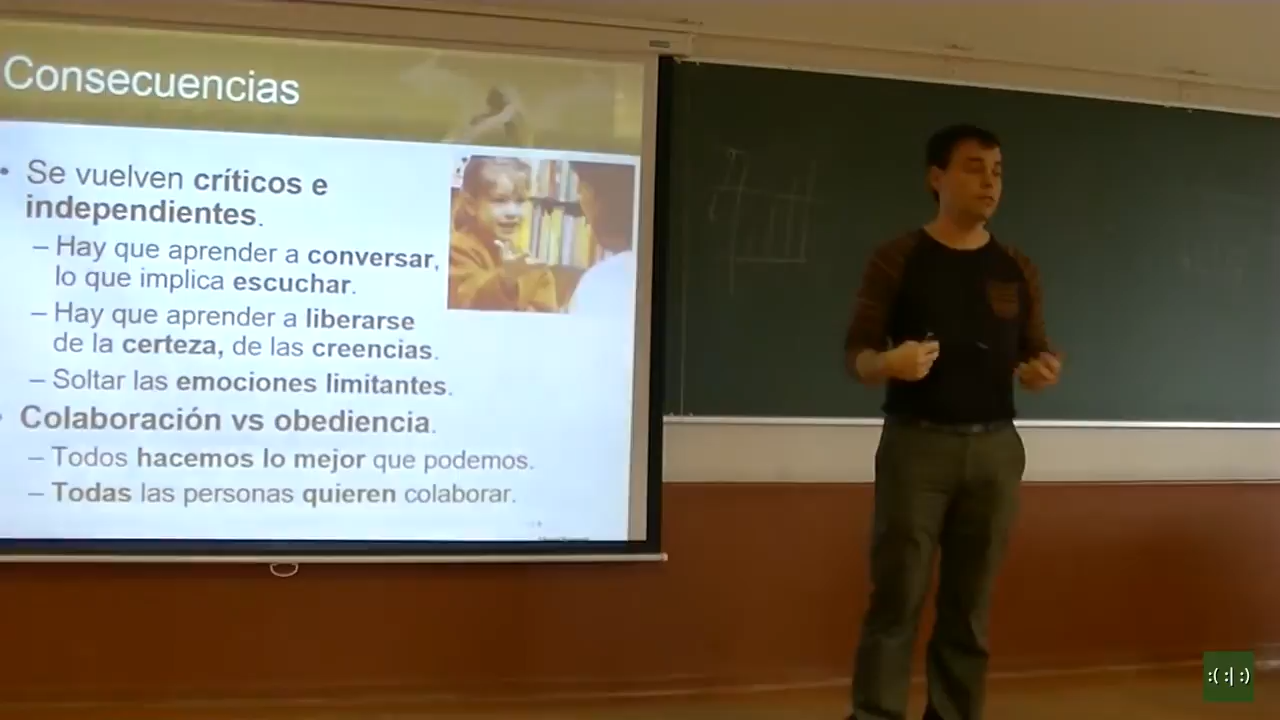 Consecuencias
• Se vuelven críticos e
independientes.
– Hay que aprender a conversar,
lo que implica escuchar.
– Hay que aprender a liberarse
de la certeza, de las creencias.
– Soltar las emociones limitantes.
• Colaboración vs obediencia.
– Todos hacemos lo mejor que podemos.
– Todas las personas quieren colaborar.
:( :| :)